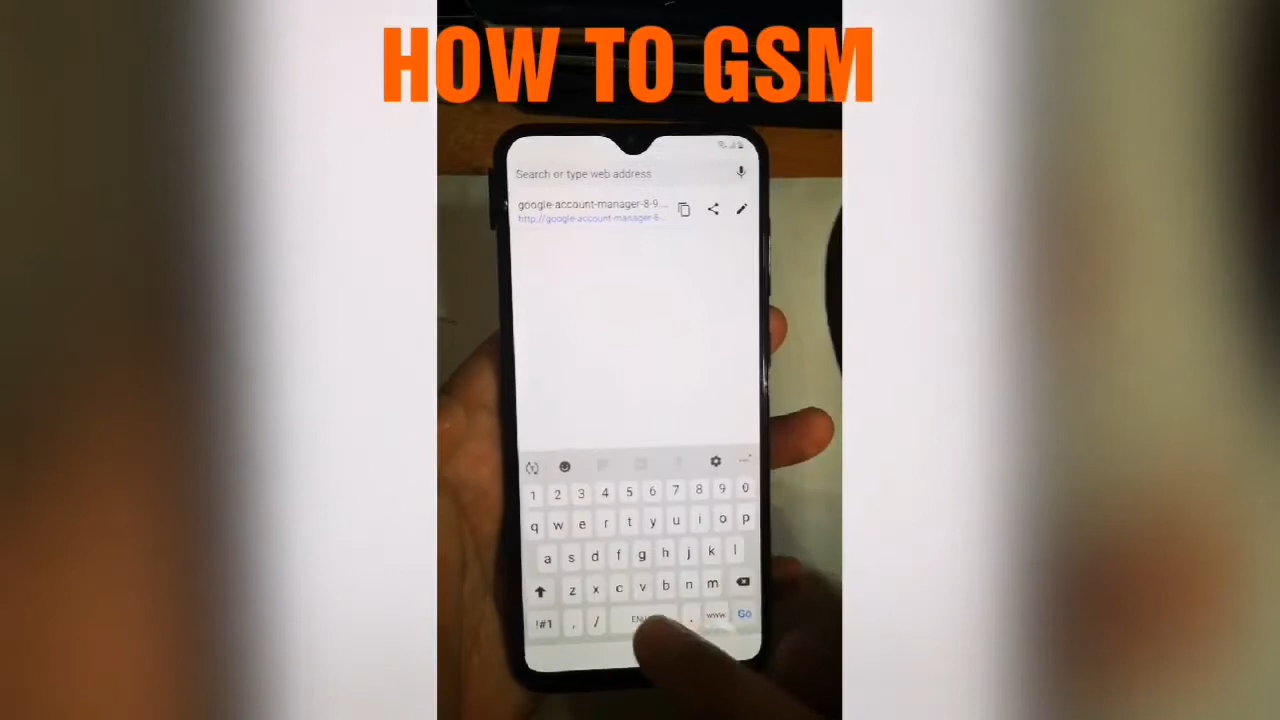 HOW TO GSM
Search or type web address
google-account-manager-8-9...
http://google-account-manager-8-...
1 2 3 4 5 6 7 8 9 0
q w e r t y u i o p
a s d f g h j k l
z x c v b n m
!#1 , / . www Go